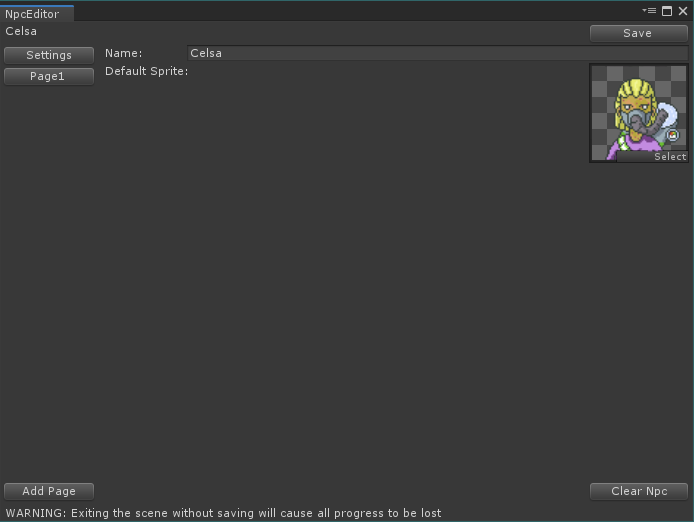 NpcEditor
Celsa
Save
Settings
Name: Celsa
Page1
Default Sprite:
Select
Add Page
Clear Npc
WARNING: Exiting the scene without saving will cause all progress to be lost